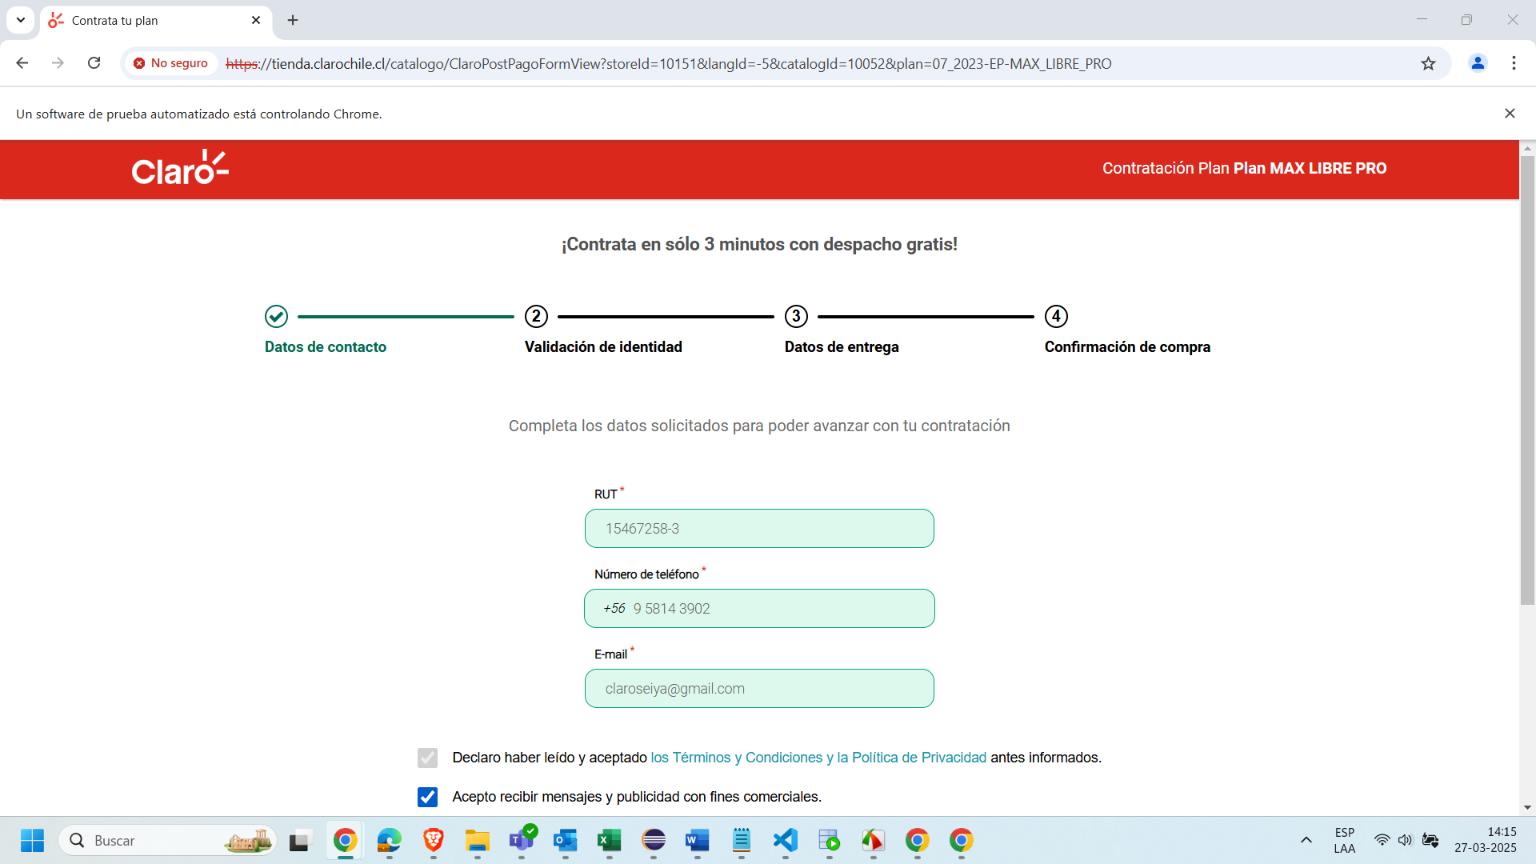 Contrata tu plan
No seguro
https://tienda.clarochile.cl/catalogo/ClaroPostPagoFormView?storeId=10151&langId=-5&catalogId=10052&plan=07_2023-EP-MAX_LIBRE_PRO
Un software de prueba automatizado está controlando Chrome.
Claro
Contratación Plan Plan MAX LIBRE PRO
¡Contrata en sólo 3 minutos con despacho gratis!
2 3 4
Datos de contacto Validación de identidad Datos de entrega Confirmación de compra
Completa los datos solicitados para poder avanzar con tu contratación
RUT *
15467258-3
Número de teléfono *
+56 9 5814 3902
E-mail *
claroseiya@gmail.com
Declaro haber leído y aceptado los Términos y Condiciones y la Política de Privacidad antes informados.
Acepto recibir mensajes y publicidad con fines comerciales.
Buscar
ESP
LAA
14:15
27-03-2025